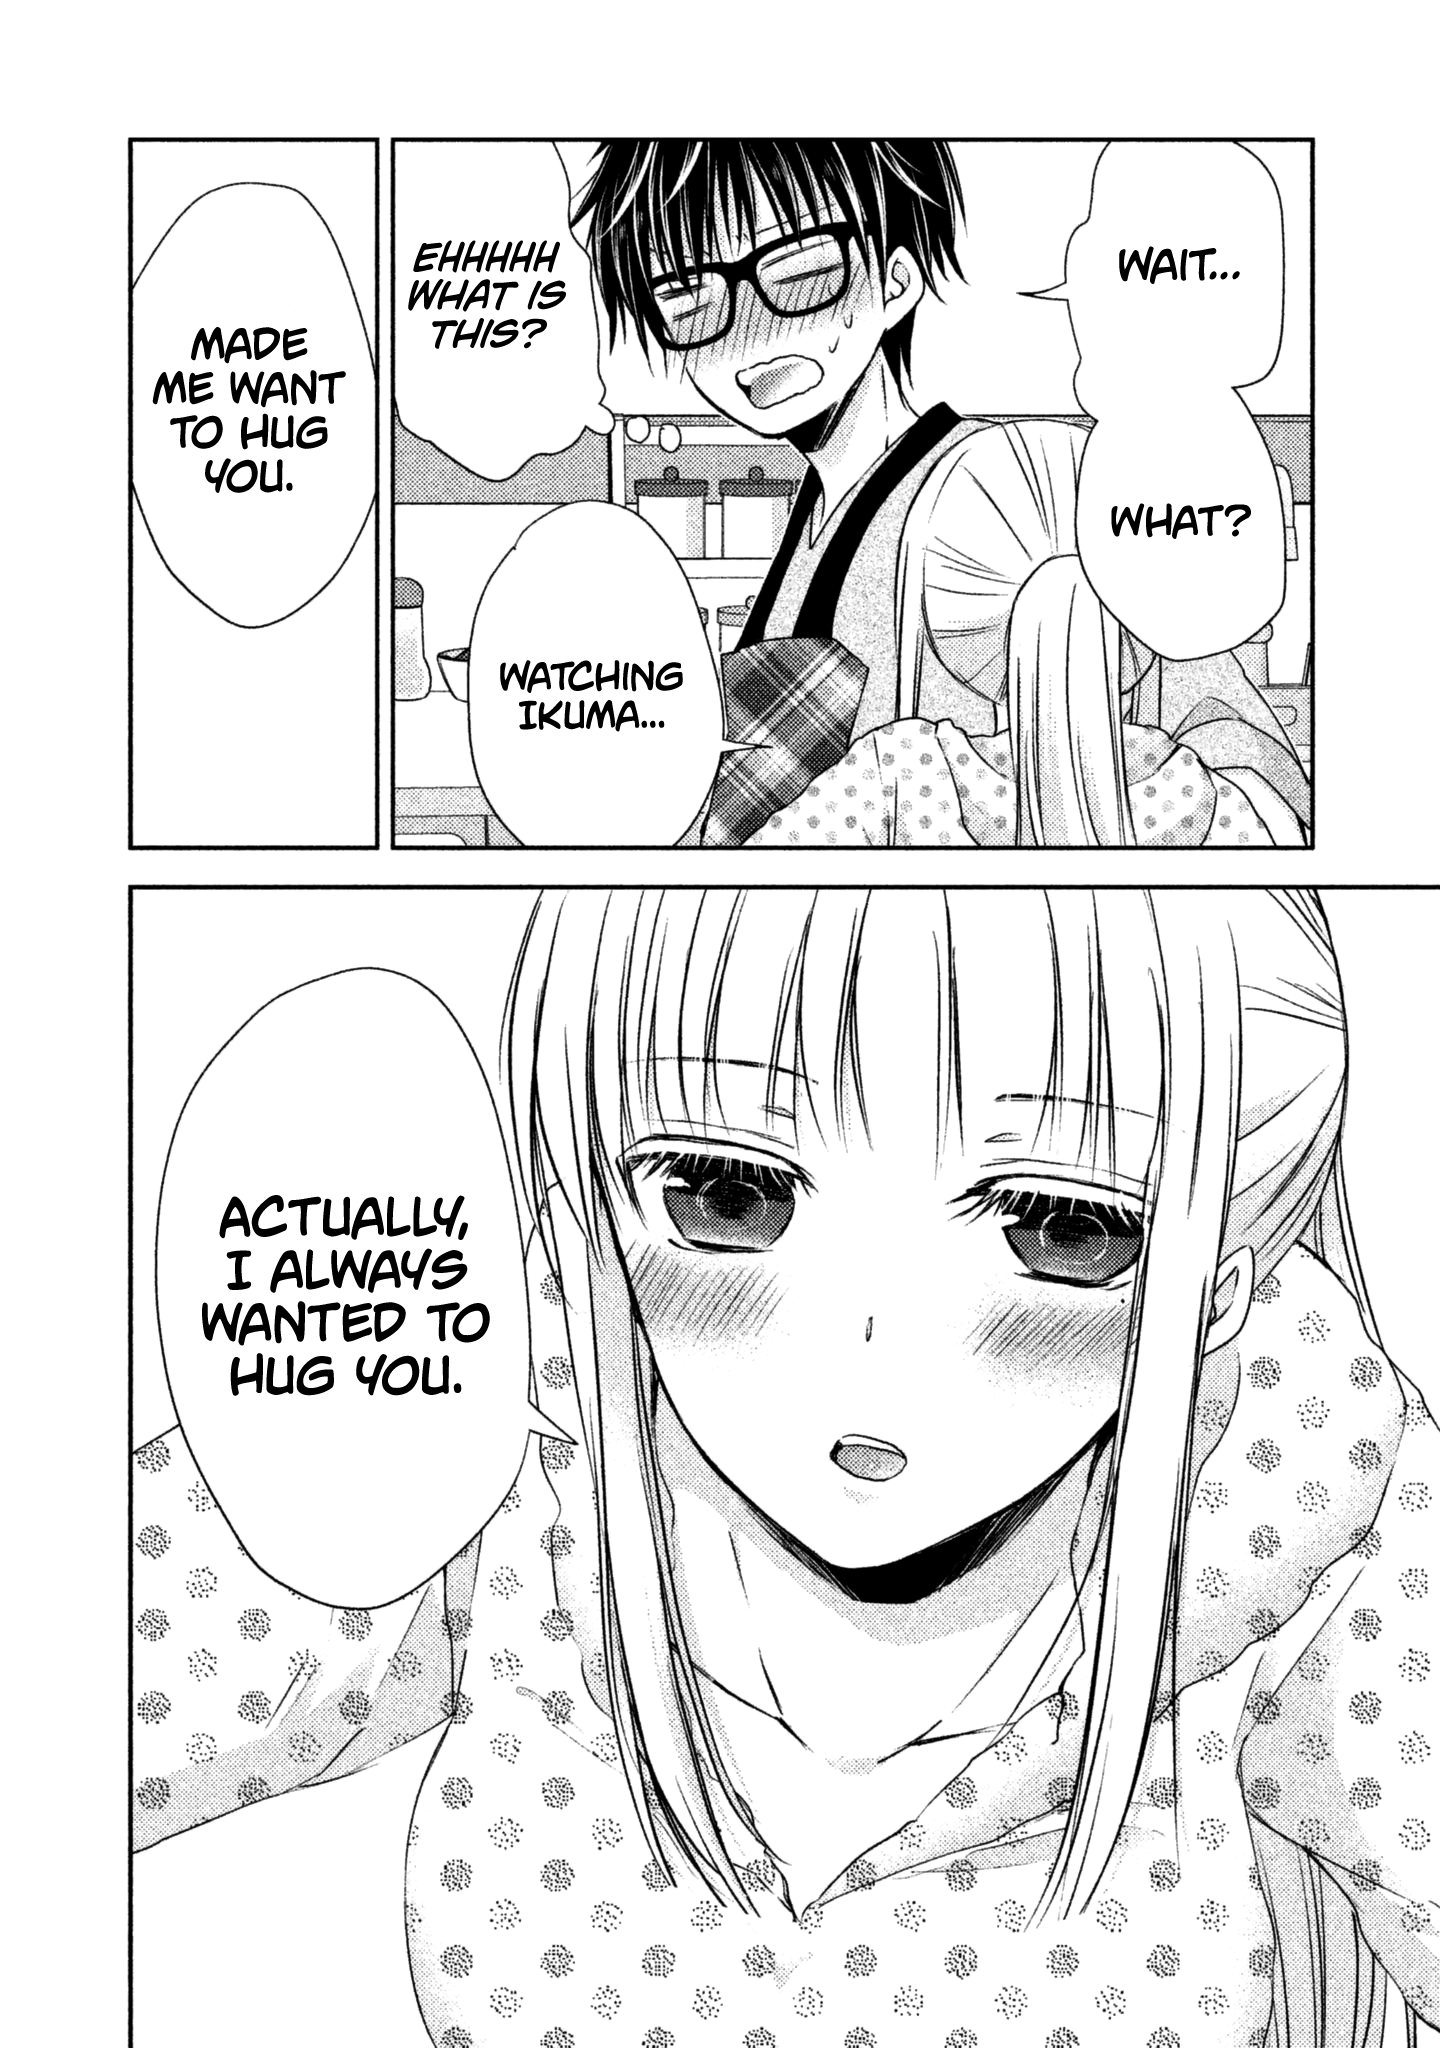 WAIT...
WHAT?
EHHHHH
WHAT IS
THIS?
WATCHING
IKUMA...
MADE
ME WANT
TO HUG
YOU.
ACTUALLY,
I ALWAYS
WANTED TO
HUG YOU.